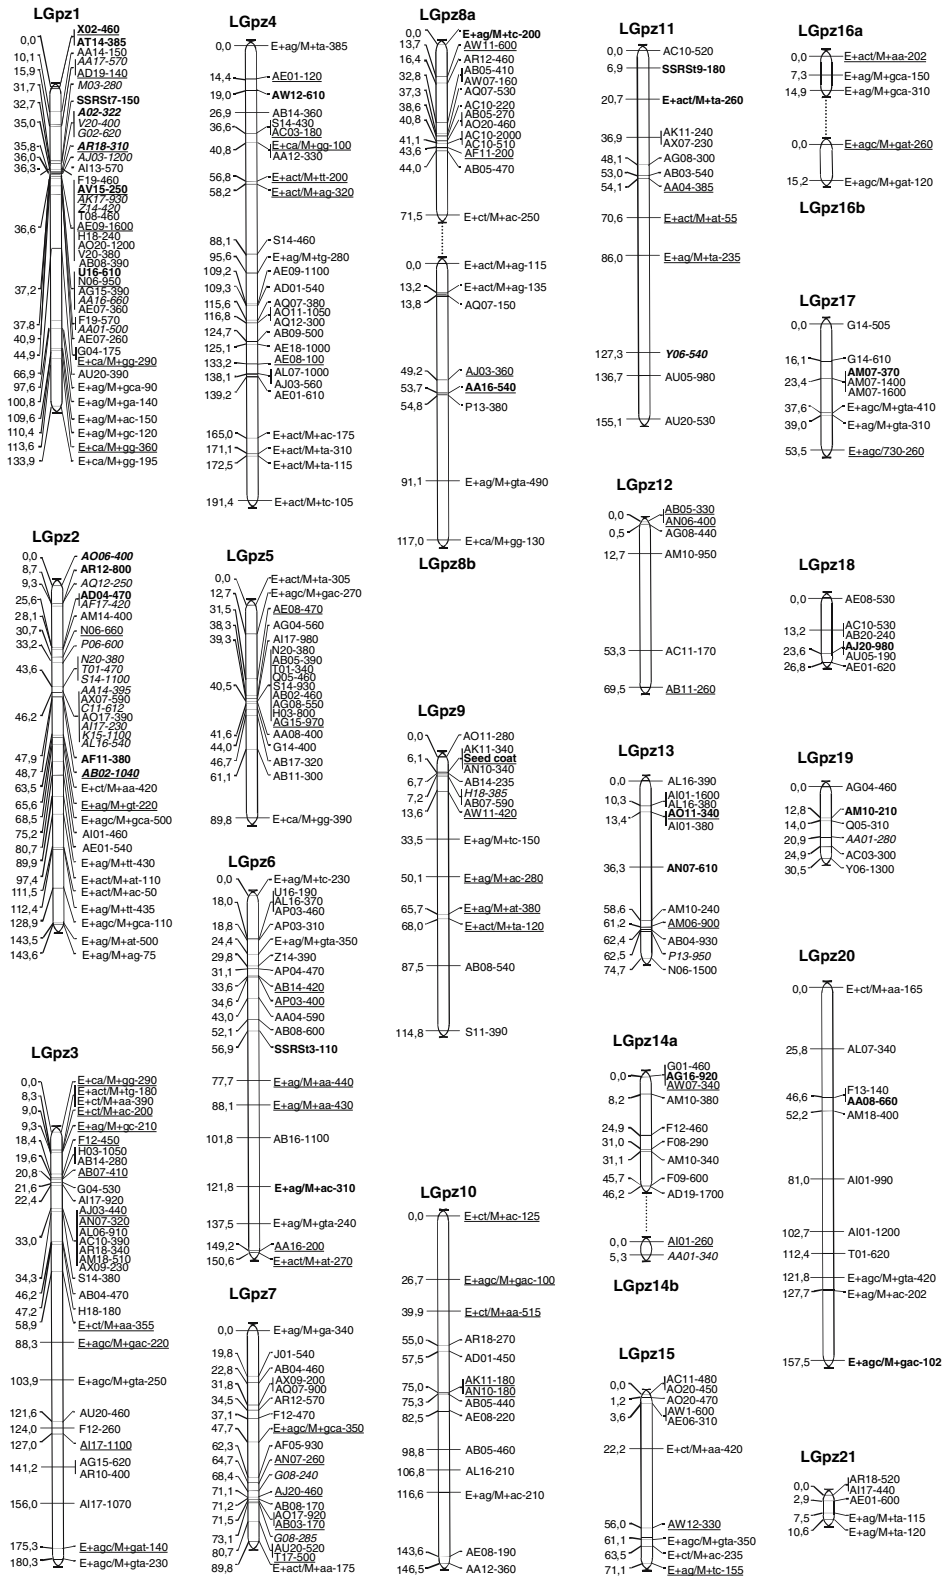 LGpz1
0,0 X02-460
AT14-385
10,1 AA14-150
AA17-570
15,9 AD19-140
31,7 M03-280
32,7 SSRSt7-150
A02-322
35,0 V20-400
G02-620
35,8 AR18-310
36,0 AJ03-1200
36,3 AI13-570
F19-460
AV15-250
AK17-930
Z14-420
T08-460
36,6 AE09-1600
H18-240
AO20-1200
V20-380
AB08-390
U16-610
N06-950
37,2 AG15-390
AA16-660
AE07-360
37,8 F19-570
AA01-500
40,9 AE07-260
44,9 G04-175
E+ca/M+gg-290
66,9 AU20-390
97,6 E+ag/M+gca-90
100,8 E+ag/M+ga-140
109,6 E+ag/M+ac-150
110,4 E+ag/M+gc-120
113,6 E+ca/M+gg-360
133,9 E+ca/M+gg-195
LGpz2
0,0 AO06-400
8,7 AR12-800
9,3 AQ12-250
25,6 AD04-470
AF17-420
28,1 AM14-400
30,7 N06-660
33,2 P06-600
N20-380
43,6 T01-470
S14-1100
AA14-395
AX07-590
C11-612
46,2 AO17-390
AI17-230
K15-1100
AL16-540
47,9 AF11-380
48,7 AB02-1040
63,5 E+ct/M+aa-420
65,6 E+ag/M+gt-220
68,5 E+agc/M+gca-500
75,2 AI01-460
80,7 AE01-540
89,9 E+ag/M+tt-430
97,4 E+act/M+at-110
111,5 E+act/M+ac-50
112,4 E+ag/M+tt-435
128,9 E+agc/M+gca-110
143,5 E+ag/M+at-500
143,6 E+ag/M+ag-75
LGpz3
0,0 E+ca/M+gg-290
8,3 E+act/M+tg-180
E+ct/M+aa-390
9,0 E+ct/M+ac-200
9,3 E+ag/M+gc-210
18,4 F12-450
19,6 H03-1050
AB14-280
20,8 AB07-410
21,6 G04-530
22,4 AI17-920
AJ03-440
AN07-320
AL06-910
33,0 AC10-390
AR18-340
AM18-510
AX09-230
34,3 S14-380
46,2 AB04-470
47,2 H18-180
58,9 E+ct/M+aa-355
88,3 E+agc/M+gac-220
103,9 E+agc/M+gta-250
121,6 AU20-460
124,0 F12-260
127,0 AI17-1100
141,2 AG15-620
AR10-400
156,0 AI17-1070
175,3 E+agc/M+gat-140
180,3 E+agc/M+gta-230
LGpz4
0,0 E+ag/M+ta-385
14,4 AE01-120
19,0 AW12-610
26,9 AB14-360
36,6 S14-430
AC03-180
40,8 E+ca/M+gg-100
AA12-330
56,8 E+act/M+tt-200
58,2 E+act/M+ag-320
88,1 S14-460
95,6 E+ag/M+tg-280
109,2 AE09-1100
109,3 AD01-540
115,6 AQ07-380
116,8 AO11-1050
AQ12-300
124,7 AB09-500
125,1 AE18-1000
133,2 AE08-100
138,1 AL07-1000
AJ03-560
139,2 AE01-610
165,0 E+act/M+ac-175
171,1 E+act/M+ta-310
172,5 E+act/M+ta-115
191,4 E+act/M+tc-105
LGpz5
0,0 E+act/M+ta-305
12,7 E+agc/M+gac-270
31,5 AE08-470
38,3 AG04-560
39,3 AI17-980
N20-380
AB05-390
T01-340
Q05-460
40,5 S14-930
AB02-460
AG08-550
H03-800
AG15-970
41,6 AA08-400
44,0 G14-400
46,7 AB17-320
61,1 AB11-300
89,8 E+ca/M+gg-390
LGpz6
0,0 E+ag/M+tc-230
U16-190
18,0 AL16-370
AP03-460
18,8 AP03-310
24,4 E+ag/M+gta-350
29,8 Z14-390
31,1 AP04-470
33,6 AB14-420
34,6 AP03-400
43,0 AA04-590
52,1 AB08-600
56,9 SSRSt3-110
77,7 E+ag/M+aa-440
88,1 E+ag/M+aa-430
101,8 AB16-1100
121,8 E+ag/M+ac-310
137,5 E+ag/M+gta-240
149,2 AA16-200
150,6 E+act/M+at-270
LGpz7
0,0 E+ag/M+ga-340
19,8 J01-540
22,8 AB04-460
31,8 AX09-200
AQ07-900
34,5 AR12-570
37,1 F12-470
47,7 E+agc/M+gca-350
62,3 AF05-930
64,7 AN07-260
68,4 G08-240
71,1 AJ20-460
71,2 AB08-170
71,5 AO17-920
AB03-170
73,1 G08-285
80,7 AU20-520
T17-500
89,8 E+act/M+aa-175
LGpz8a
0,0 E+ag/M+tc-200
13,7 AW11-600
16,4 AR12-460
32,8 AB05-410
AW07-160
37,3 AQ07-530
38,6 AC10-220
AB05-270
40,8 AO20-460
AC10-2000
41,1 AC10-510
43,6 AF11-200
44,0 AB05-470
71,5 E+ct/M+ac-250
0,0 E+act/M+ag-115
13,2 E+act/M+ag-135
13,8 AQ07-150
49,2 AJ03-360
53,7 AA16-540
54,8 P13-380
91,1 E+ag/M+gta-490
117,0 E+ca/M+gg-130
LGpz8b
LGpz9
0,0 AO11-280
AK11-340
6,1 Seed coat
AN10-340
6,7 AB14-235
7,2 H18-385
AB07-590
13,6 AW11-420
33,5 E+ag/M+tc-150
50,1 E+ag/M+ac-280
65,7 E+ag/M+at-380
68,0 E+act/M+ta-120
87,5 AB08-540
114,8 S11-390
LGpz10
0,0 E+ct/M+ac-125
26,7 E+agc/M+gac-100
39,9 E+ct/M+aa-515
55,0 AR18-270
57,5 AD01-450
75,0 AK11-180
AN10-180
75,3 AB05-440
82,5 AE08-220
98,8 AB05-460
106,8 AL16-210
116,6 E+ag/M+ac-210
143,6 AE08-190
146,5 AA12-360
LGpz11
0,0 AC10-520
6,9 SSRSt9-180
20,7 E+act/M+ta-260
36,9 AK11-240
AX07-230
48,1 AG08-300
53,0 AB03-540
54,1 AA04-385
70,6 E+act/M+at-55
86,0 E+ag/M+ta-235
127,3 Y06-540
136,7 AU05-980
155,1 AU20-530
LGpz12
0,0 AB05-330
AN06-400
0,5 AG08-440
12,7 AM10-950
53,3 AC11-170
69,5 AB11-260
LGpz13
0,0 AL16-390
10,3 AI01-1600
AL16-380
13,4 AO11-340
AI01-380
36,3 AN07-610
58,6 AM10-240
61,2 AM06-900
62,4 AB04-930
62,5 P13-950
74,7 N06-1500
LGpz14a
G01-460
0,0 AG16-920
AW07-340
8,2 AM10-380
24,9 F12-460
31,0 F08-290
31,1 AM10-340
45,7 F09-600
46,2 AD19-1700
0,0 AI01-260
5,3 AA01-340
LGpz14b
LGpz15
0,0 AC11-480
AO20-450
1,2 AO20-470
3,6 AW1-600
AE06-310
22,2 E+ct/M+aa-420
56,0 AW12-330
61,1 E+agc/M+gta-350
63,5 E+ct/M+ac-235
71,1 E+ag/M+tc-155
LGpz16a
0,0 E+act/M+aa-202
7,3 E+ag/M+gca-150
14,9 E+ag/M+gca-310
0,0 E+agc/M+gat-260
15,2 E+agc/M+gat-120
LGpz16b
LGpz17
0,0 G14-505
16,1 G14-610
AM07-370
23,4 AM07-1400
AM07-1600
37,6 E+agc/M+gta-410
39,0 E+ag/M+gta-310
53,5 E+agc/730-260
LGpz18
0,0 AE08-530
13,2 AC10-530
AB20-240
23,6 AJ20-980
AU05-190
26,8 AE01-620
LGpz19
0,0 AG04-460
12,8 AM10-210
14,0 Q05-310
20,9 AA01-280
24,9 AC03-300
30,5 Y06-1300
LGpz20
0,0 E+ct/M+aa-165
25,8 AL07-340
46,6 F13-140
AA08-660
52,2 AM18-400
81,0 AI01-990
102,7 AI01-1200
112,4 T01-620
121,8 E+agc/M+gta-420
127,7 E+ag/M+ac-202
157,5 E+agc/M+gac-102
LGpz21
0,0 AR18-520
AI17-440
2,9 AE01-600
7,5 E+ag/M+ta-115
10,6 E+ag/M+ta-120